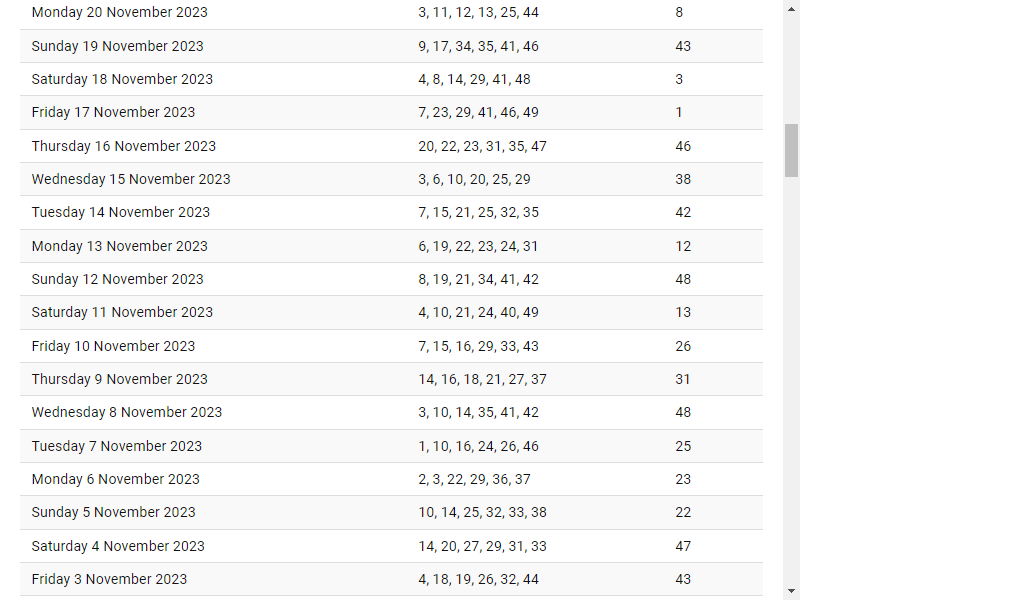 Monday 20 November 2023 3, 11, 12, 13, 25, 44 8
Sunday 19 November 2023 9, 17, 34, 35, 41, 46 43
Saturday 18 November 2023 4, 8, 14, 29, 41, 48 3
Friday 17 November 2023 7, 23, 29, 41, 46, 49 1
Thursday 16 November 2023 20, 22, 23, 31, 35, 47 46
Wednesday 15 November 2023 3, 6, 10, 20, 25, 29 38
Tuesday 14 November 2023 7, 15, 21, 25, 32, 35 42
Monday 13 November 2023 6, 19, 22, 23, 24, 31 12
Sunday 12 November 2023 8, 19, 21, 34, 41, 42 48
Saturday 11 November 2023 4, 10, 21, 24, 40, 49 13
Friday 10 November 2023 7, 15, 16, 29, 33, 43 26
Thursday 9 November 2023 14, 16, 18, 21, 27, 37 31
Wednesday 8 November 2023 3, 10, 14, 35, 41, 42 48
Tuesday 7 November 2023 1, 10, 16, 24, 26, 46 25
Monday 6 November 2023 2, 3, 22, 29, 36, 37 23
Sunday 5 November 2023 10, 14, 25, 32, 33, 38 22
Saturday 4 November 2023 14, 20, 27, 29, 31, 33 47
Friday 3 November 2023 4, 18, 19, 26, 32, 44 43